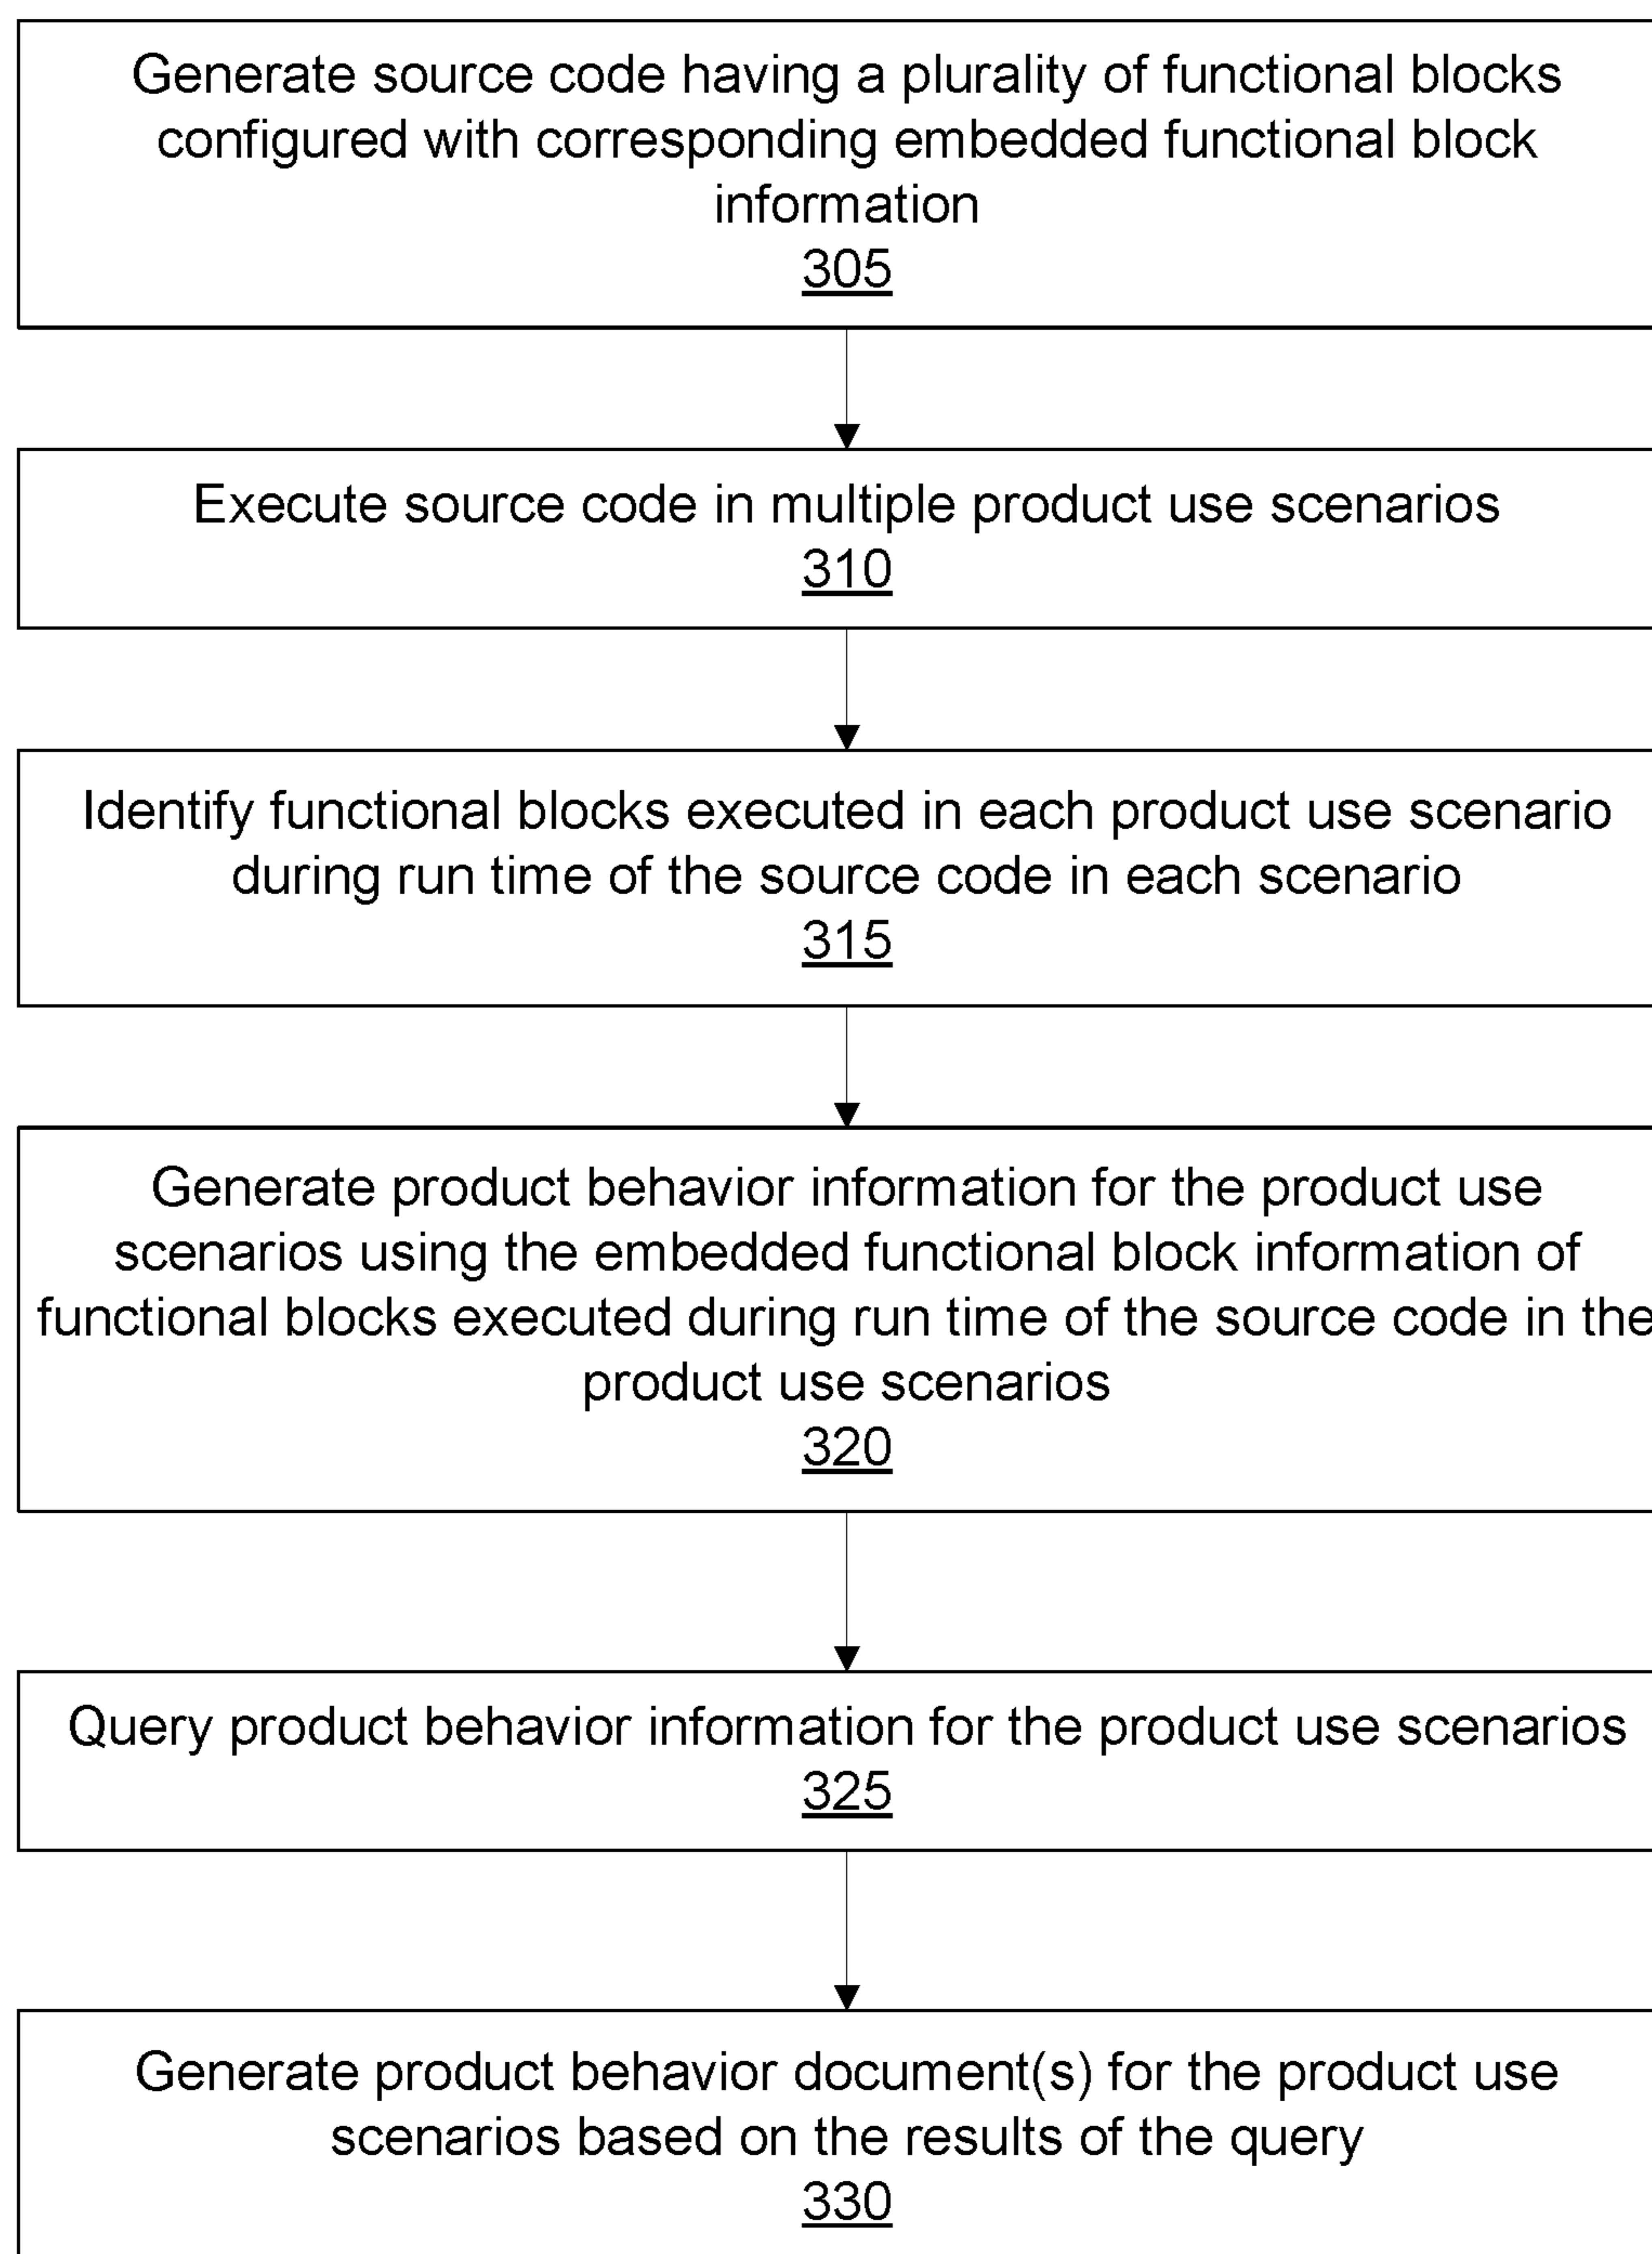 Generate source code having a plurality of functional blocks
configured with corresponding embedded functional block
information
305
Execute source code in multiple product use scenarios
310
Identify functional blocks executed in each product use scenario
during run time of the source code in each scenario
315
Generate product behavior information for the product use
scenarios using the embedded functional block information of
functional blocks executed during run time of the source code in the
product use scenarios
320
Query product behavior information for the product use scenarios
325
Generate product behavior document(s) for the product use
scenarios based on the results of the query
330